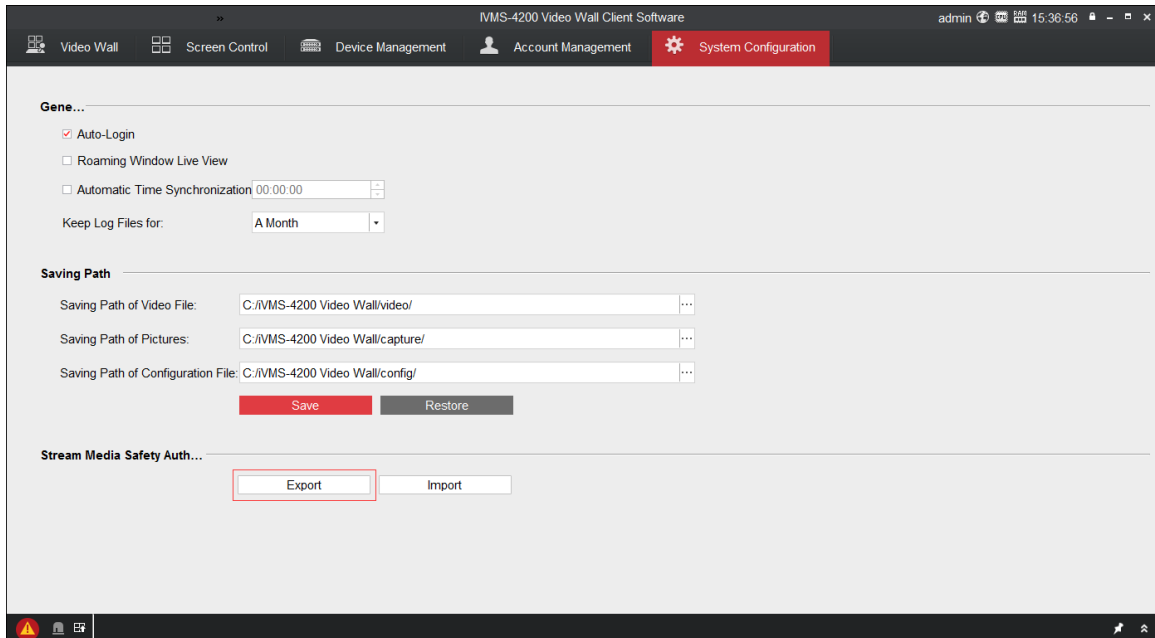 » IVMS-4200 Video Wall Client Software admin 15:36:56
Video Wall Screen Control Device Management Account Management System Configuration
Gene...
Auto-Login
Roaming Window Live View
Automatic Time Synchronization 00:00:00
Keep Log Files for: A Month
Saving Path
Saving Path of Video File: C:/iVMS-4200 Video Wall/video/ ...
Saving Path of Pictures: C:/iVMS-4200 Video Wall/capture/ ...
Saving Path of Configuration File: C:/iVMS-4200 Video Wall/config/ ...
Save Restore
Stream Media Safety Auth...
Export Import